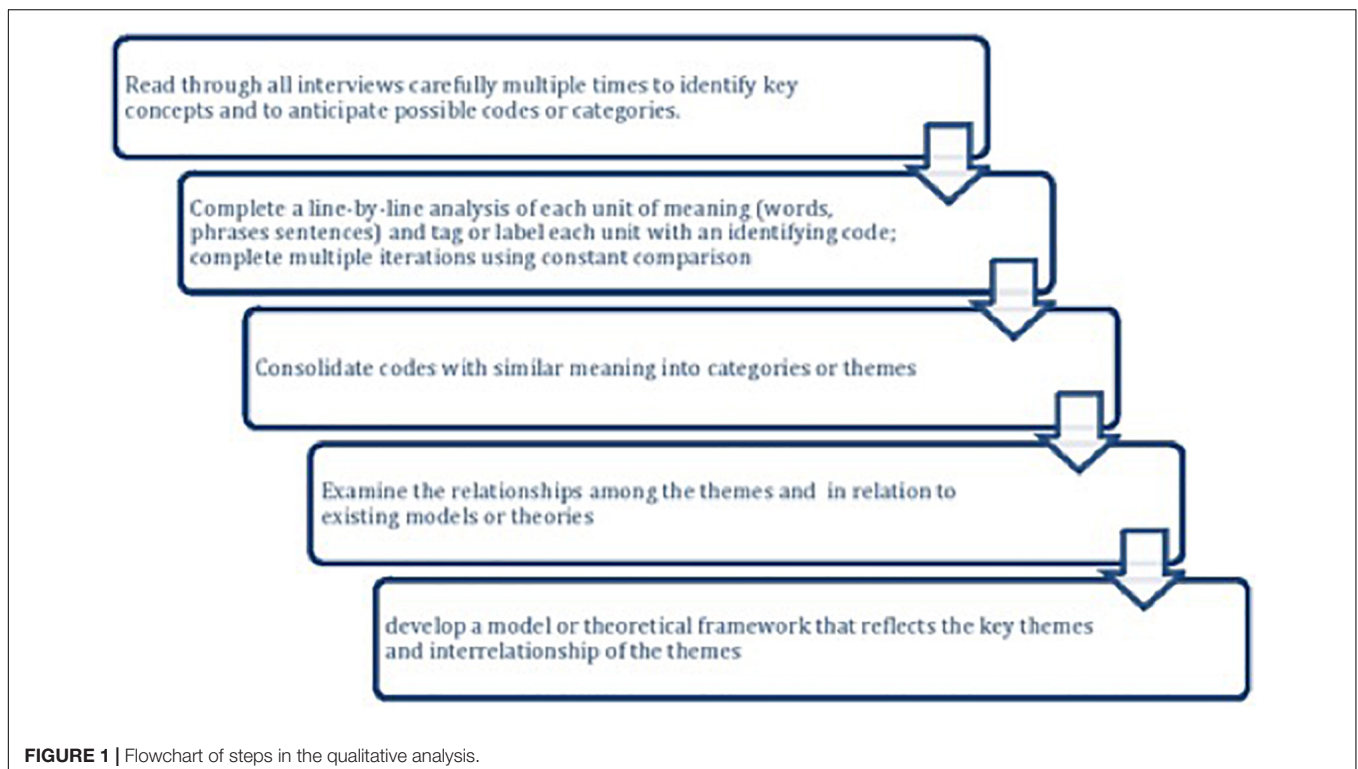 Read through all interviews carefully multiple times to identify key
concepts and to anticipate possible codes or categories.
Complete a line-by-line analysis of each unit of meaning (words,
phrases sentences) and tag or label each unit with an identifying code;
complete multiple iterations using constant comparison
Consolidate codes with similar meaning into categories or themes
Examine the relationships among the themes and in relation to
existing models or theories
develop a model or theoretical framework that reflects the key themes
and interrelationship of the themes
FIGURE 1 | Flowchart of steps in the qualitative analysis.